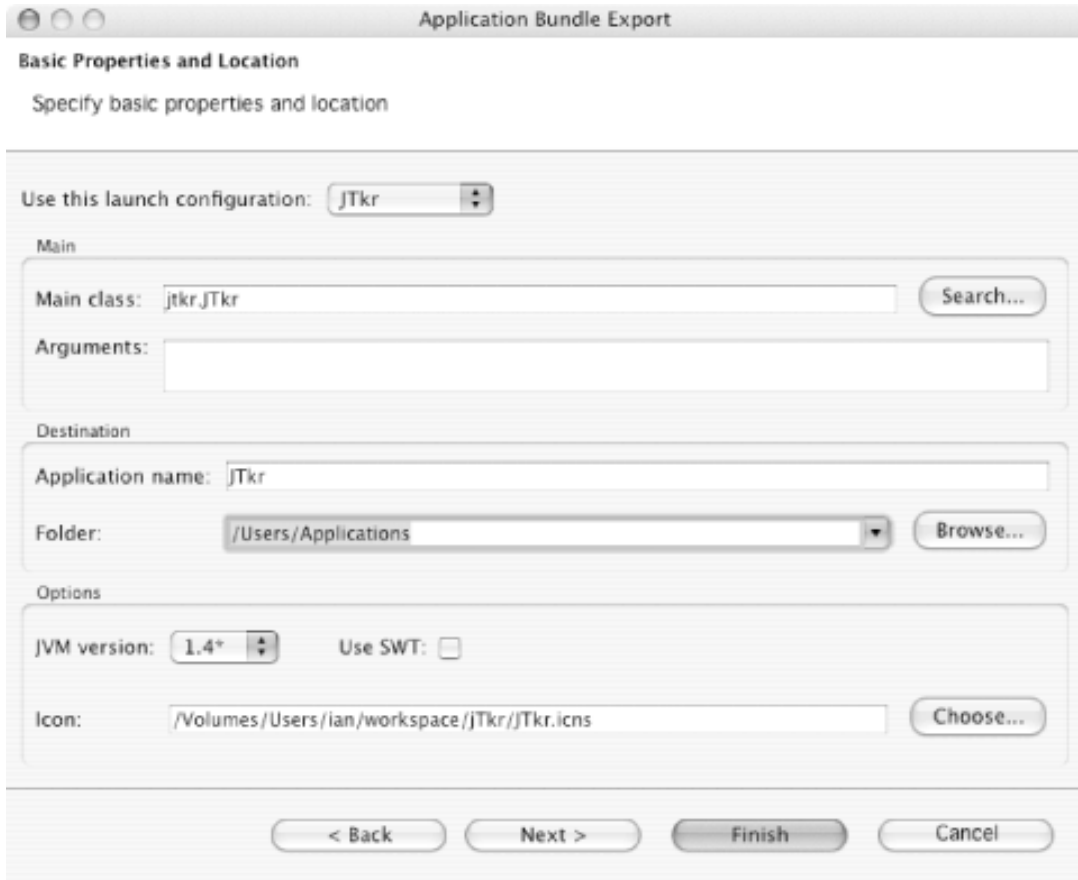 Application Bundle Export
Basic Properties and Location
Specify basic properties and location
Use this launch configuration: JTkr
Main
Main class: jtkr.JTkr Search...
Arguments:
Destination
Application name: JTkr
Folder: /Users/Applications Browse...
Options
JVM version: 1.4* Use SWT:
Icon: /Volumes/Users/ian/workspace/jTkr/JTkr.icns Choose...
< Back Next > Finish Cancel